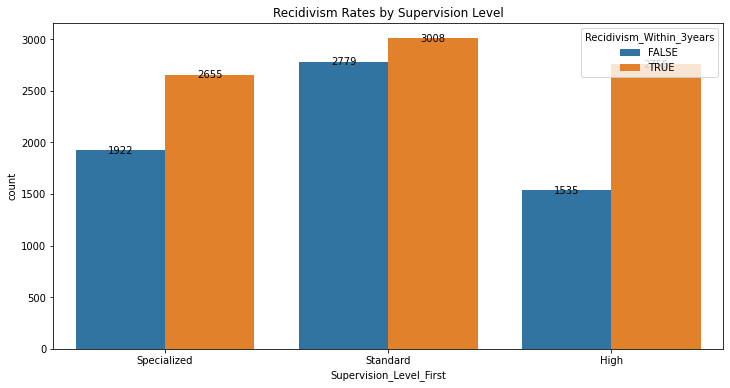 Recidivism Rates by Supervision Level
Recidivism_Within_3years
FALSE
TRUE
3000
2500
2000
1500
1000
500
0
count
1922
2655
2779
3008
1535
Specialized
Standard
High
Supervision_Level_First